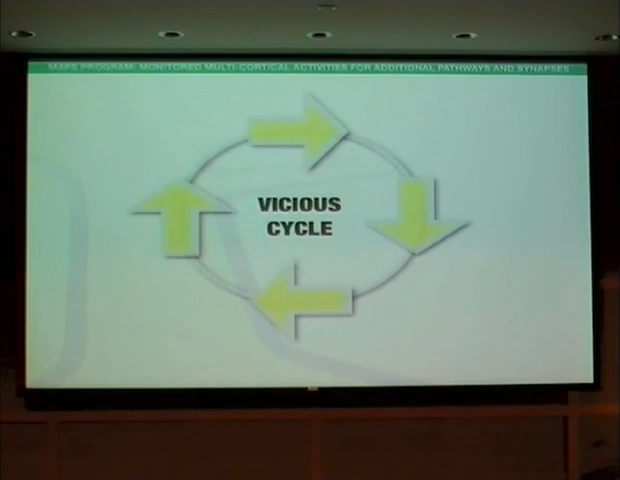 MAPS PROGRAM: MONITORED MULTI-CORTICAL ACTIVITIES FOR ADDITIONAL PATHWAYS AND SYNAPSES
VICIOUS
CYCLE